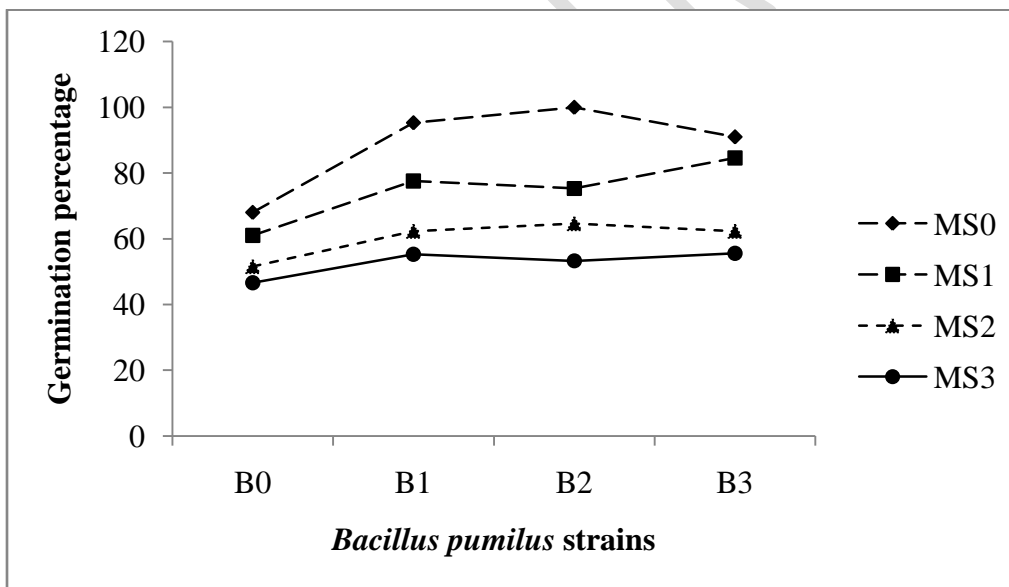 120
100
80
60
40
20
0
Germination percentage
B0 B1 B2 B3
Bacillus pumilus strains
MS0
MS1
MS2
MS3